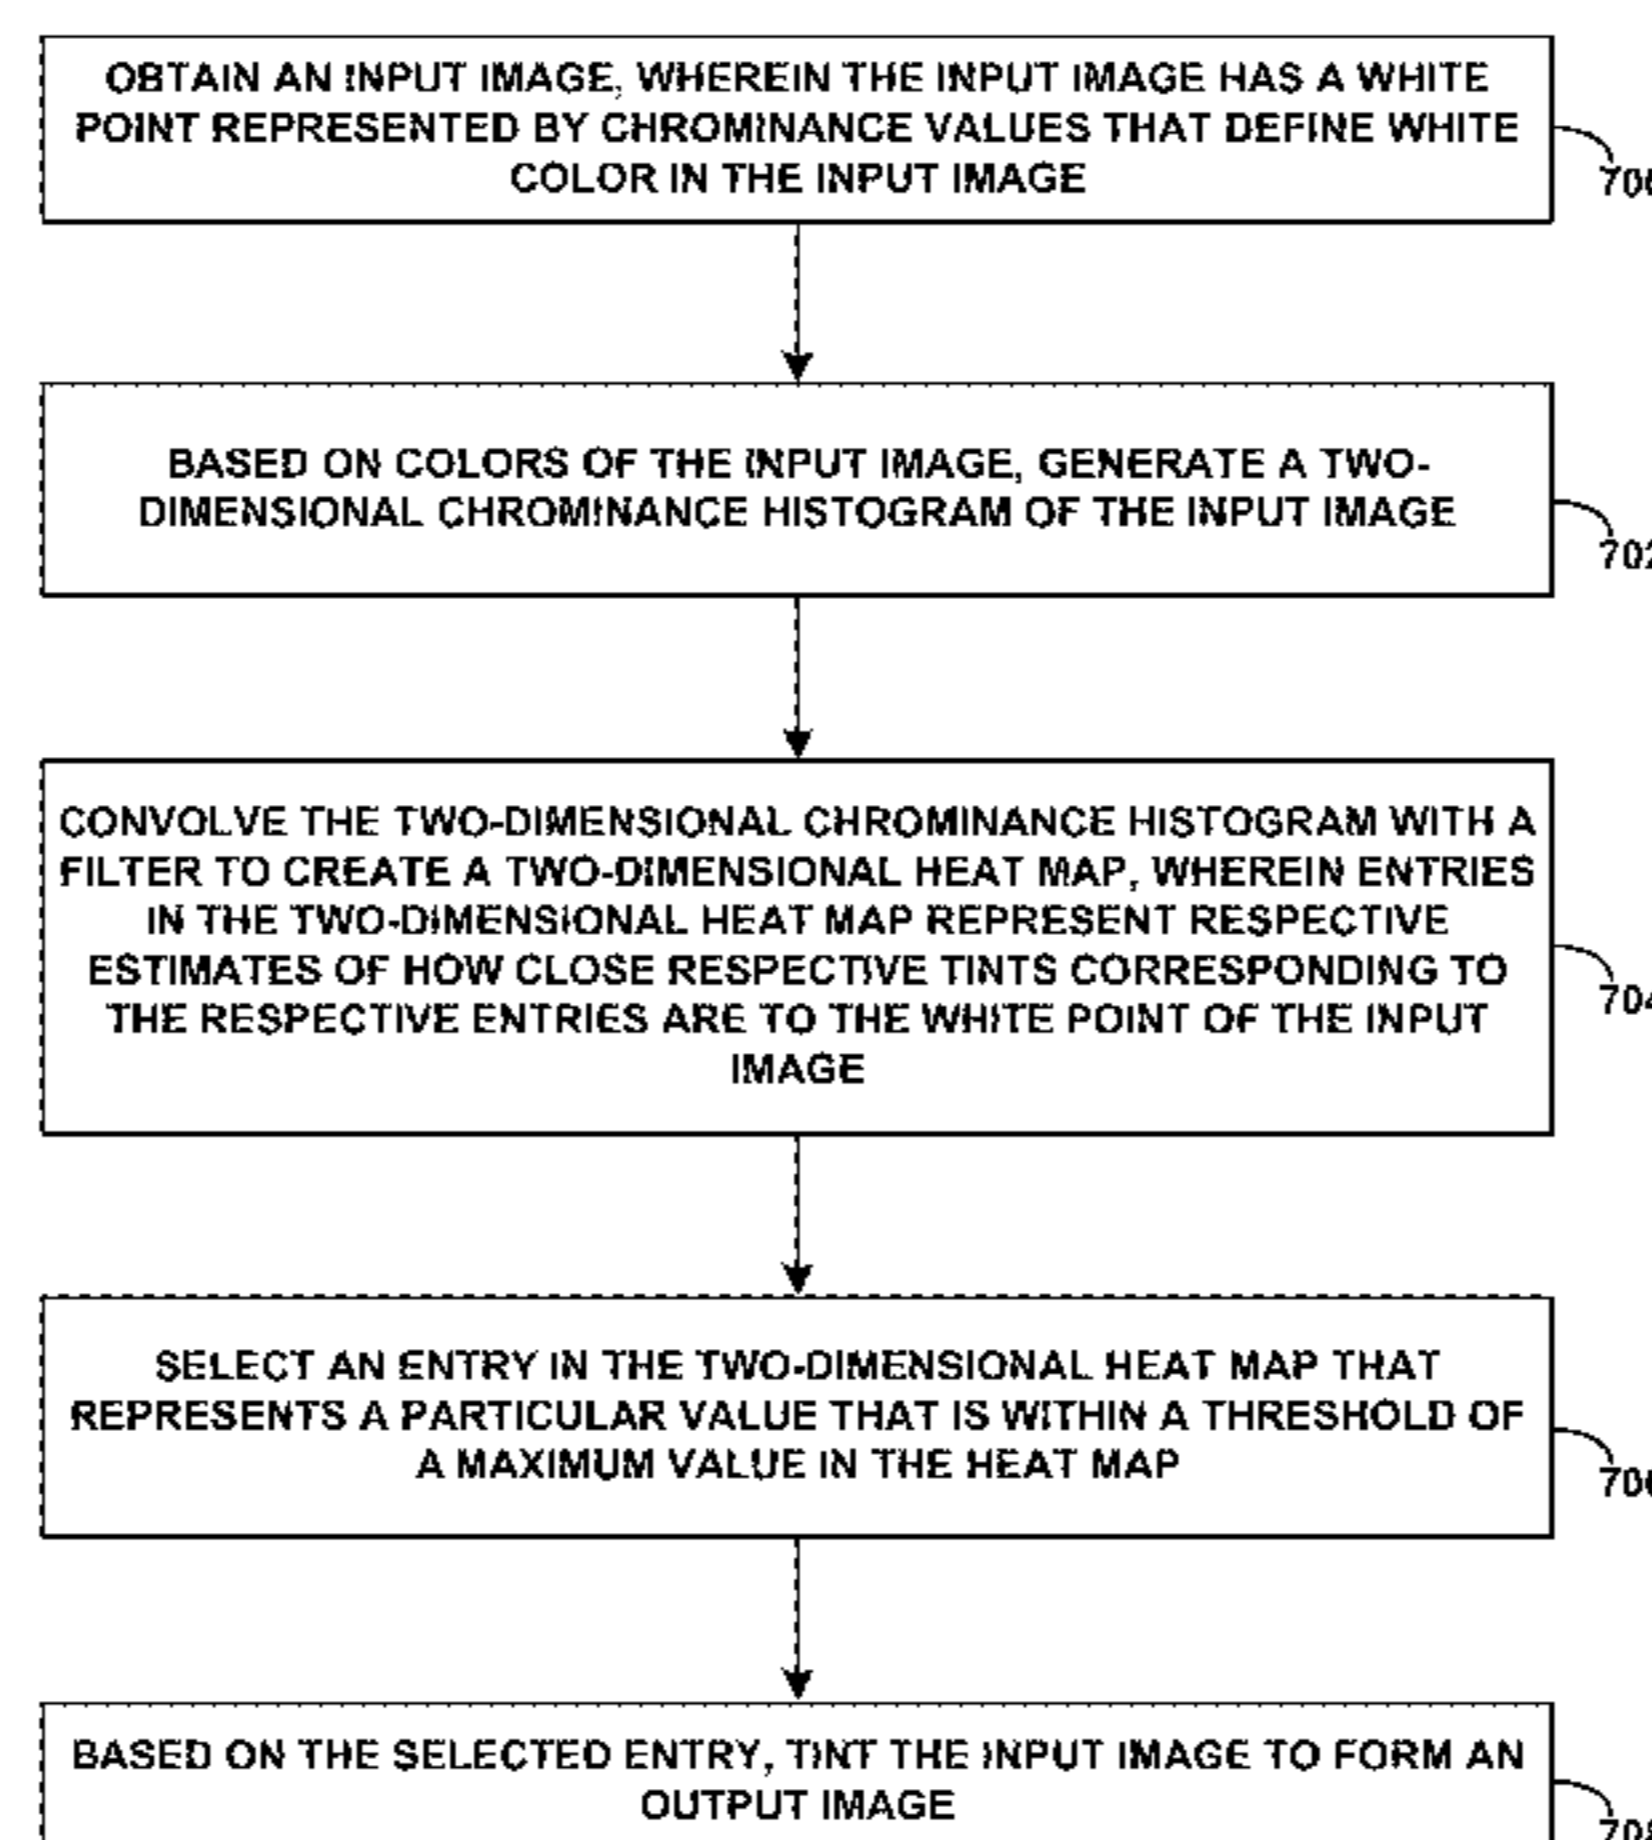 OBTAIN AN INPUT IMAGE, WHEREIN THE INPUT IMAGE HAS A WHITE
POINT REPRESENTED BY CHROMINANCE VALUES THAT DEFINE WHITE
COLOR IN THE INPUT IMAGE
BASED ON COLORS OF THE INPUT IMAGE, GENERATE A TWO-
DIMENSIONAL CHROMINANCE HISTOGRAM OF THE INPUT IMAGE
702
CONVOLVE THE TWO-DIMENSIONAL CHROMINANCE HISTOGRAM WITH A
FILTER TO CREATE A TWO-DIMENSIONAL HEAT MAP, WHEREIN ENTRIES
IN THE TWO-DIMENSIONAL HEAT MAP REPRESENT RESPECTIVE
ESTIMATES OF HOW CLOSE RESPECTIVE TINTS CORRESPONDING TO
THE RESPECTIVE ENTRIES ARE TO THE WHITE POINT OF THE INPUT
IMAGE
704
SELECT AN ENTRY IN THE TWO-DIMENSIONAL HEAT MAP THAT
REPRESENTS A PARTICULAR VALUE THAT IS WITHIN A THRESHOLD OF
A MAXIMUM VALUE IN THE HEAT MAP
BASED ON THE SELECTED ENTRY, TINT THE INPUT IMAGE TO FORM AN
OUTPUT IMAGE